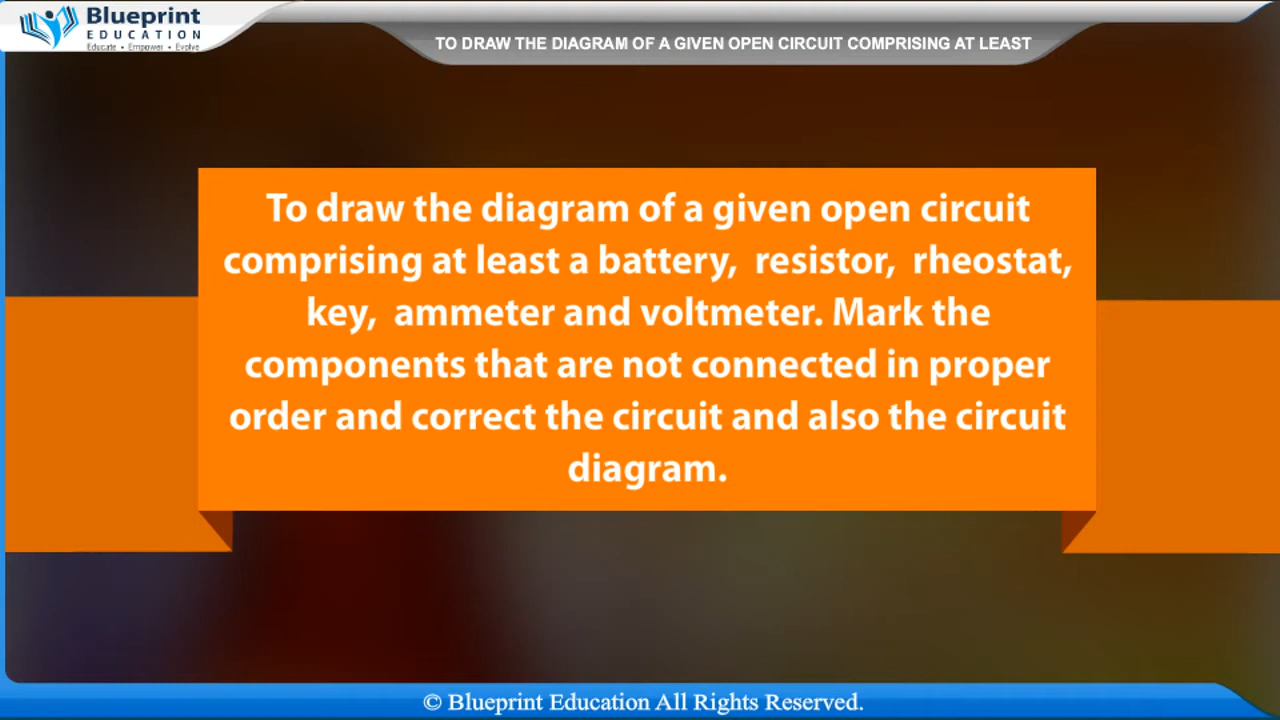 Blueprint
EDUCATION
Educate • Empower • Evolve
TO DRAW THE DIAGRAM OF A GIVEN OPEN CIRCUIT COMPRISING AT LEAST
To draw the diagram of a given open circuit
comprising at least a battery, resistor, rheostat,
key, ammeter and voltmeter. Mark the
components that are not connected in proper
order and correct the circuit and also the circuit
diagram.
© Blueprint Education All Rights Reserved.